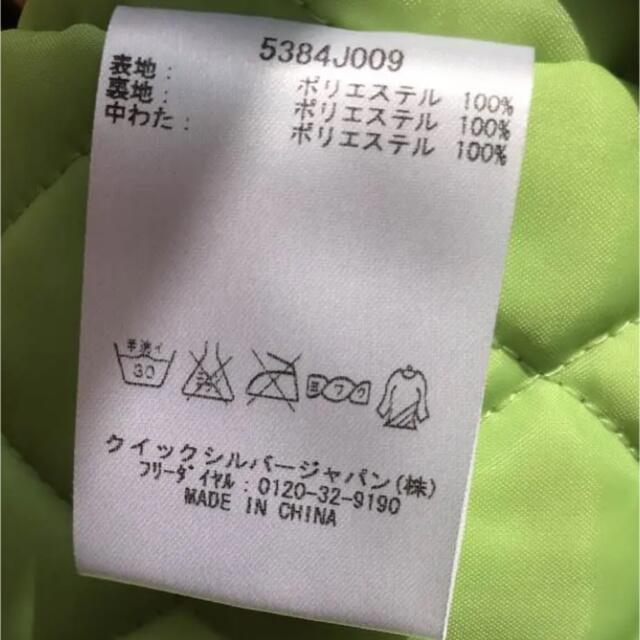 5384J009
表地: ポリエステル 100%
裏地: ポリエステル 100%
中わた: ポリエステル 100%
手洗イ
30
クイックシルバージャパン(株)
フリーダイヤル:0120-32-9190
MADE IN CHINA